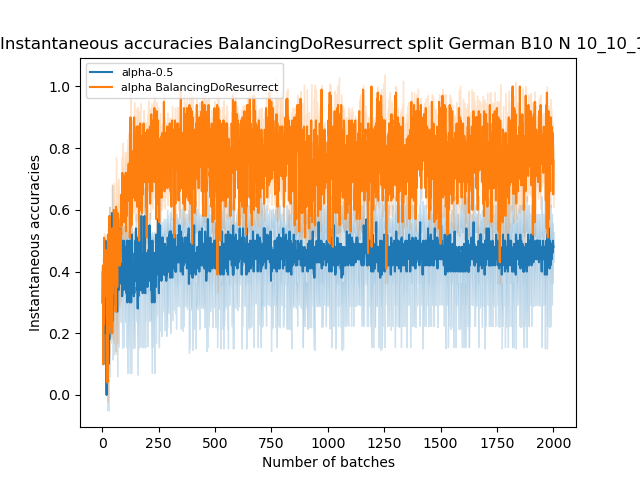 Instantaneous accuracies BalancingDoResurrect split German B10 N 10_10_1
alpha-0.5
alpha BalancingDoResurrect
1.0
0.8
0.6
0.4
0.2
0.0
Instantaneous accuracies
0 250 500 750 1000 1250 1500 1750 2000
Number of batches